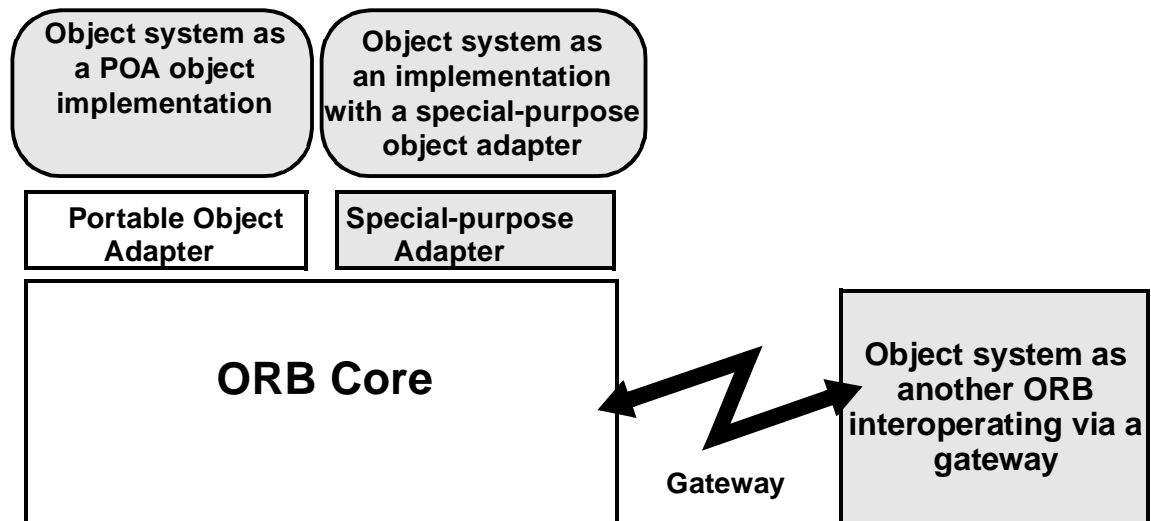 Object system as
a POA object
implementation
Object system as
an implementation
with a special-purpose
object adapter
Portable Object
Adapter
Special-purpose
Adapter
ORB Core
Gateway
Object system as
another ORB
interoperating via a
gateway